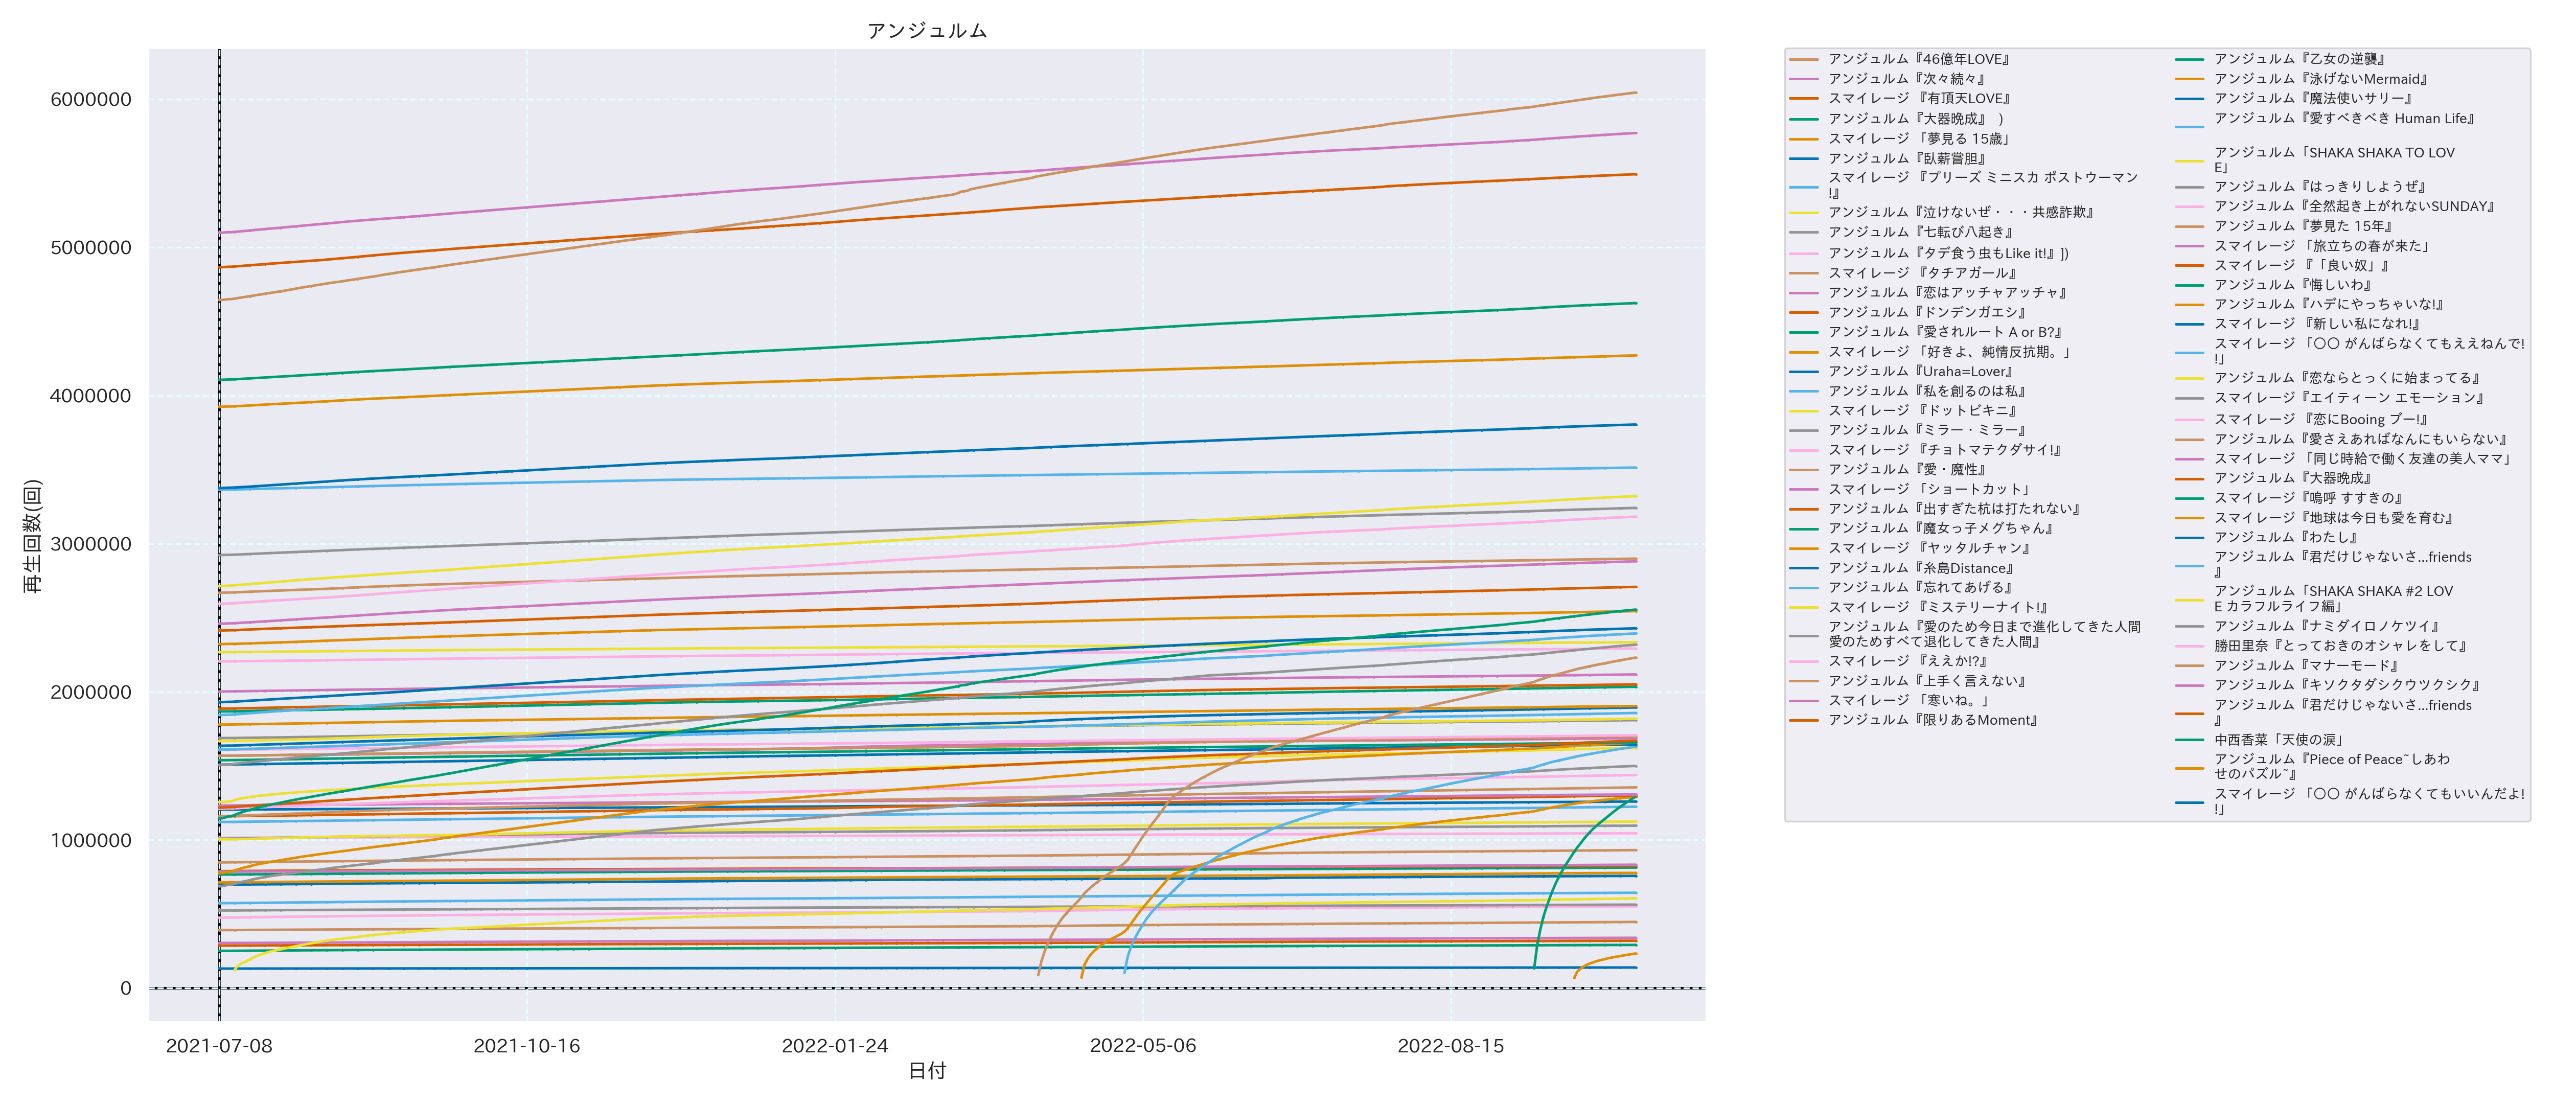 アンジュルム
6000000
5000000
4000000
3000000
2000000
1000000
0
再生回数(回)
2021-07-08
2021-10-16
2022-01-24
2022-05-06
2022-08-15
日付
アンジュルム『46億年LOVE』
アンジュルム『次々続々』
スマイレージ 『有頂天LOVE』
アンジュルム『大器晩成』 )
スマイレージ 「夢見る 15歳」
アンジュルム『臥薪嘗胆』
スマイレージ 『プリーズ ミニスカ ポストウーマン
!』
アンジュルム『泣けないぜ・・・共感詐欺』
アンジュルム『七転び八起き』
アンジュルム『タデ食う虫もLike it!』])
スマイレージ 『タチアガール』
アンジュルム『恋はアッチャアッチャ』
アンジュルム『ドンデンガエシ』
アンジュルム『愛されルート A or B?』
スマイレージ 「好きよ、純情反抗期。」
アンジュルム『Uraha=Lover』
アンジュルム『私を創るのは私』
スマイレージ 『ドットビキニ』
アンジュルム『ミラー・ミラー』
スマイレージ 『チョトマテクダサイ!』
アンジュルム『愛・魔性』
スマイレージ 「ショートカット」
アンジュルム『出すぎた杭は打たれない』
アンジュルム『魔女っ子メグちゃん』
スマイレージ 『ヤッタルチャン』
アンジュルム『糸島Distance』
アンジュルム『忘れてあげる』
スマイレージ 『ミステリーナイト!』
アンジュルム『愛のため今日まで進化してきた人間
愛のためすべて退化してきた人間』
スマイレージ 『ええか!?』
アンジュルム『上手く言えない』
スマイレージ 「寒いね。」
アンジュルム『限りあるMoment』
アンジュルム『乙女の逆襲』
アンジュルム『泳げないMermaid』
アンジュルム『魔法使いサリー』
アンジュルム『愛すべきべき Human Life』
アンジュルム「SHAKA SHAKA TO LOV
E」
アンジュルム『はっきりしようぜ』
アンジュルム『全然起き上がれないSUNDAY』
アンジュルム『夢見た 15年』
スマイレージ 「旅立ちの春が来た」
スマイレージ 『「良い奴」』
アンジュルム『悔しいわ』
アンジュルム『ハデにやっちゃいな!』
スマイレージ 『新しい私になれ!』
スマイレージ 「〇〇 がんばらなくてもええねんで!
!」
アンジュルム『恋ならとっくに始まってる』
スマイレージ『エイティーン エモーション』
スマイレージ 『恋にBooing ブー!』
アンジュルム『愛さえあればなんにもいらない』
スマイレージ 「同じ時給で働く友達の美人ママ」
アンジュルム『大器晩成』
スマイレージ『嗚呼 すすきの』
スマイレージ『地球は今日も愛を育む』
アンジュルム『わたし』
アンジュルム『君だけじゃないさ...friends
』
アンジュルム「SHAKA SHAKA #2 LOV
E カラフルライフ編」
アンジュルム『ナミダイロノケツイ』
勝田里奈『とっておきのオシャレをして』
アンジュルム『マナーモード』
アンジュルム『キソクタダシクウツクシク』
アンジュルム『君だけじゃないさ...friends
』
中西香菜「天使の涙」
アンジュルム『Piece of Peace~しあわ
せのパズル~』
スマイレージ 「〇〇 がんばらなくてもいいんだよ!
!」